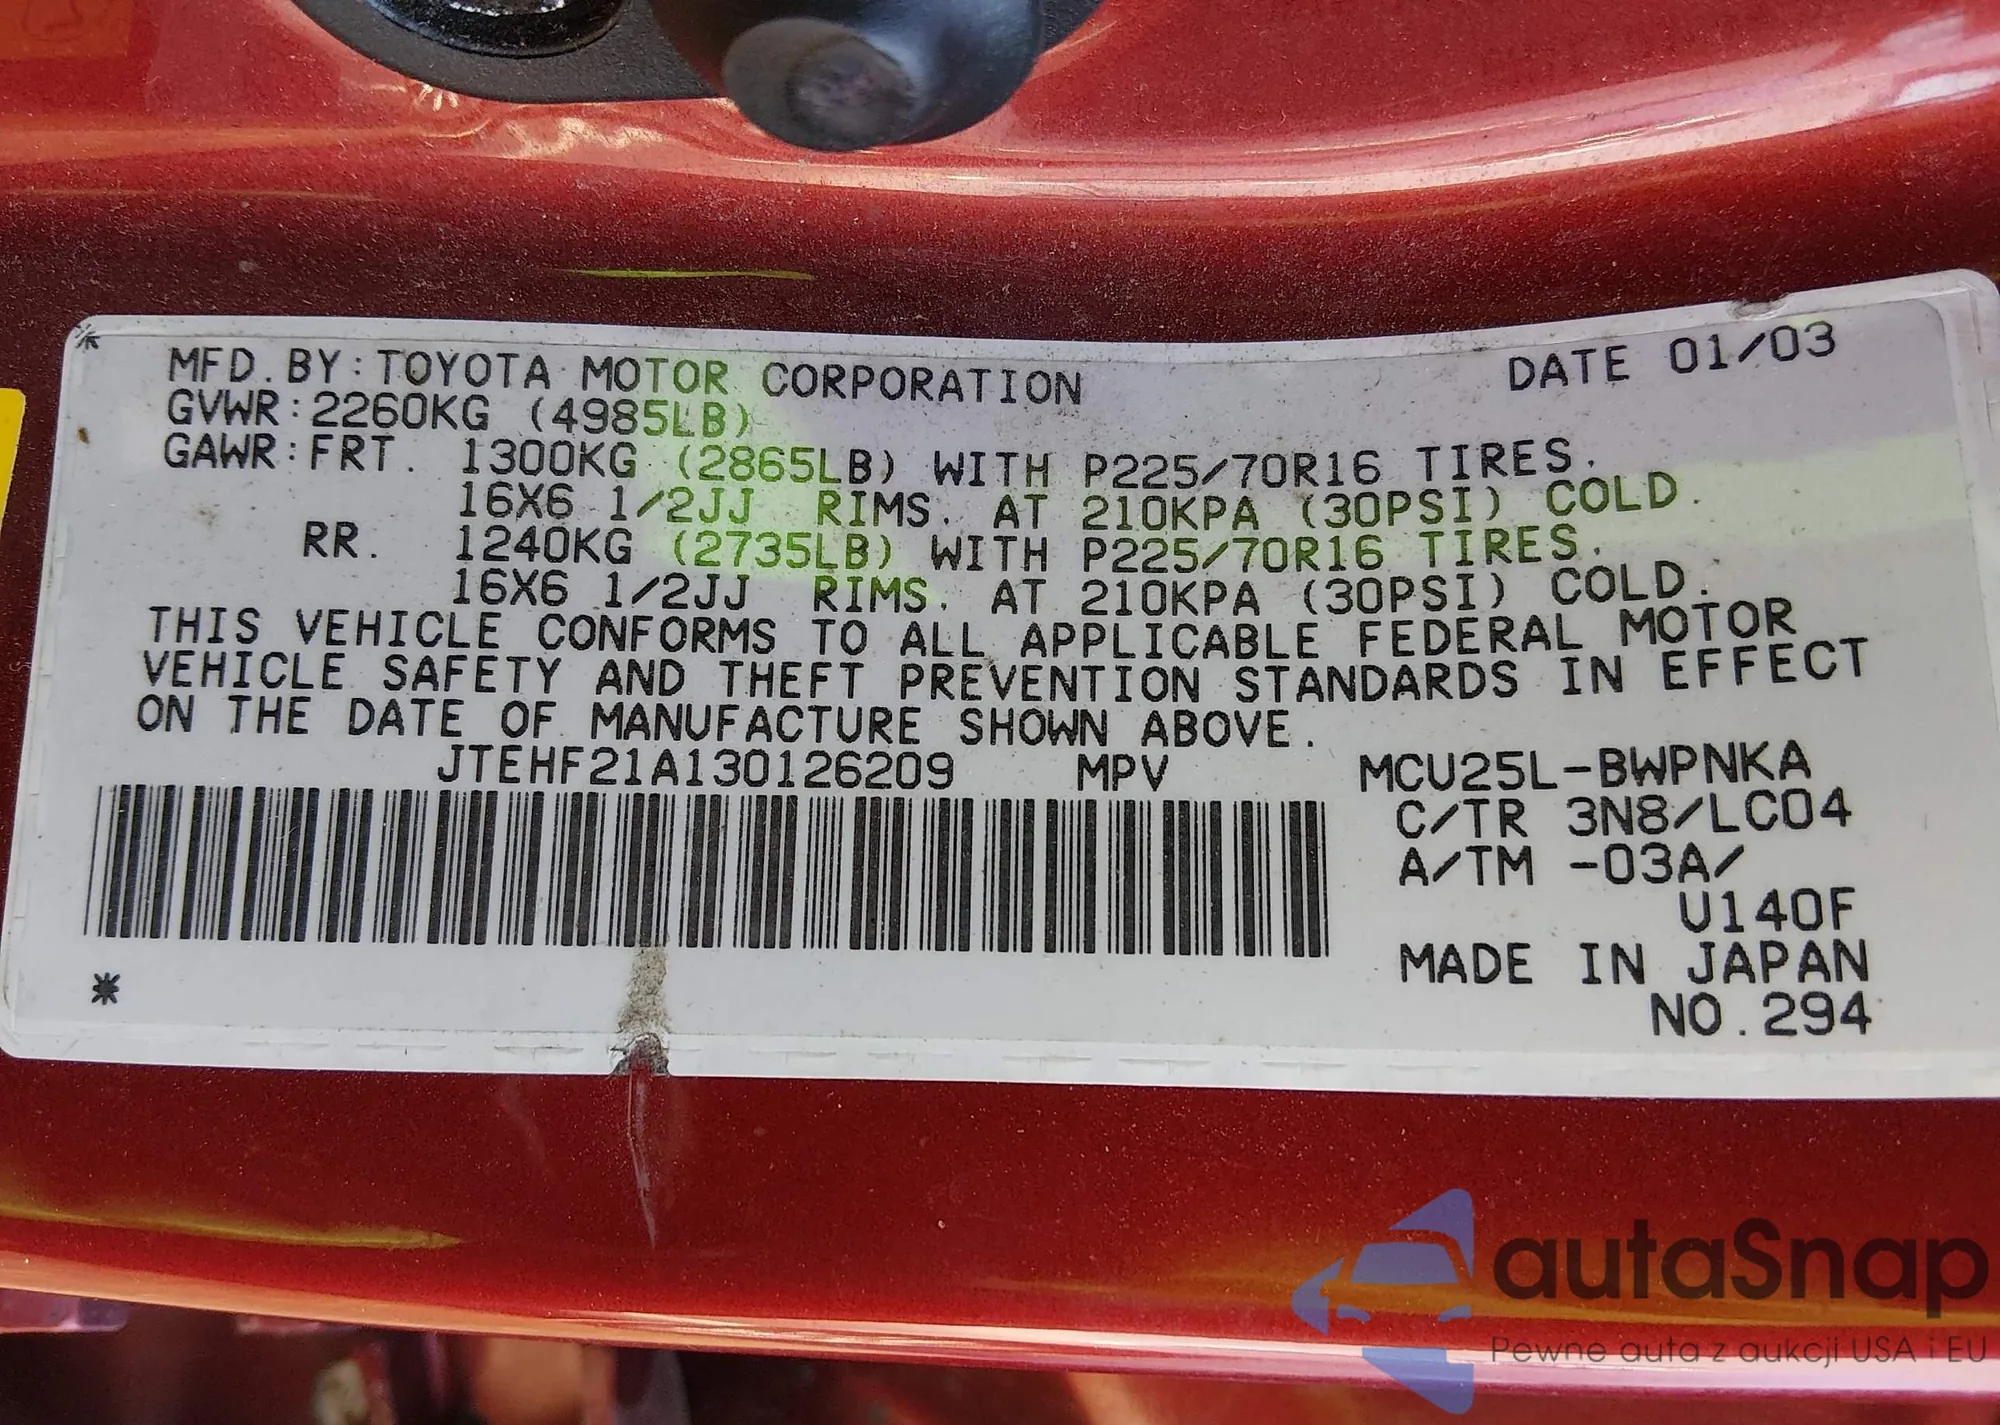 MFD. BY: TOYOTA MOTOR CORPORATION DATE 01/03
GVWR: 2260KG (4985LB)
GAWR: FRT. 1300KG (2865LB) WITH P225/70R16 TIRES.
16X6 1/2JJ RIMS. AT 210KPA (30PSI) COLD.
RR. 1240KG (2735LB) WITH P225/70R16 TIRES.
16X6 1/2JJ RIMS. AT 210KPA (30PSI) COLD.
THIS VEHICLE CONFORMS TO ALL APPLICABLE FEDERAL MOTOR
VEHICLE SAFETY AND THEFT PREVENTION STANDARDS IN EFFECT
ON THE DATE OF MANUFACTURE SHOWN ABOVE.
JTEHF21A130126209 MPV MCU25L-BWPNKA
C/TR 3N8/LC04
A/TM -03A/
U140F
MADE IN JAPAN
NO. 294
autaSnap
Pewne auta z aukcji USA i EU